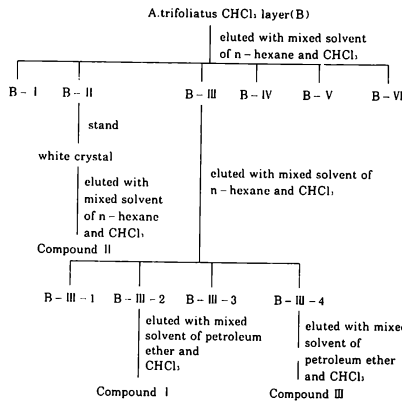 A.trifoliatus CHCl₃ layer(B)
eluted with mixed solvent
of n-hexane and CHCl₃
B-Ⅰ B-Ⅱ B-Ⅲ B-Ⅳ B-Ⅴ B-Ⅵ
stand
white crystal
eluted with
mixed solvent
of n-hexane
and CHCl₃
Compound Ⅱ
eluted with mixed solvent of
n-hexane and CHCl₃
B-Ⅲ-1 B-Ⅲ-2 B-Ⅲ-3 B-Ⅲ-4
eluted with mixed
solvent of petroleum
ether and
CHCl₃
Compound Ⅰ
eluted with mixed
solvent of
petroleum ether
and CHCl₃
Compound Ⅲ